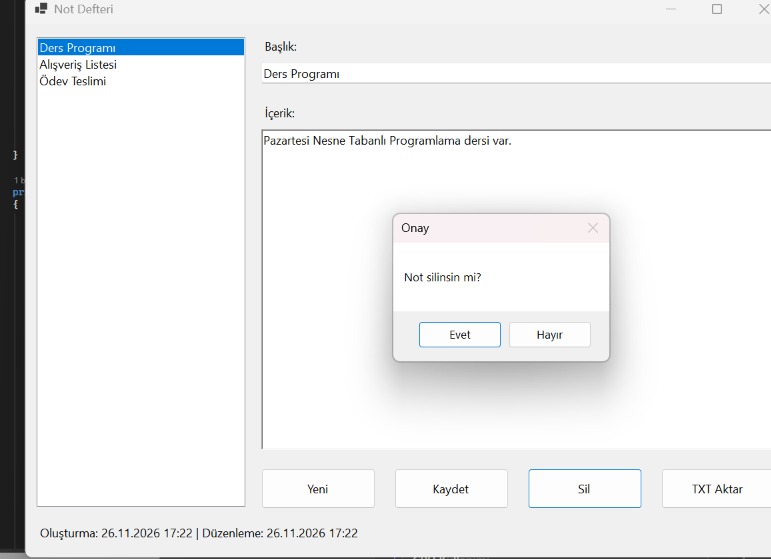 Not Defteri
Ders Programı
Alışveriş Listesi
Ödev Teslimi
Başlık:
Ders Programı
İçerik:
Pazartesi Nesne Tabanlı Programlama dersi var.
}
pr
{
Onay
Not silinsin mi?
Evet
Hayır
Yeni
Kaydet
Sil
TXT Aktar
Oluşturma: 26.11.2026 17:22 | Düzenleme: 26.11.2026 17:22